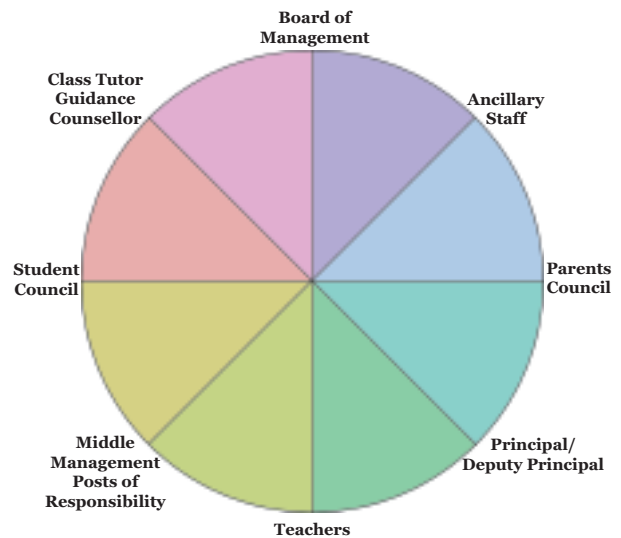 Board of
Management
Ancillary
Staff
Parents
Council
Principal/
Deputy Principal
Teachers
Middle
Management
Posts of
Responsibility
Student
Council
Class Tutor
Guidance
Counsellor